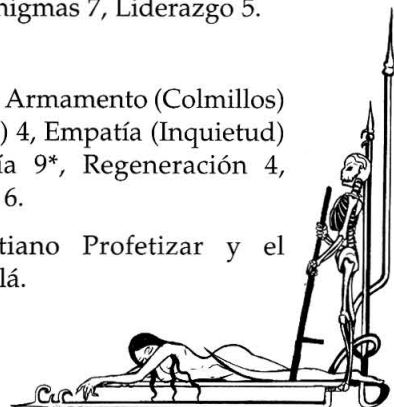 nigmas 7, Liderazgo 5.
Armamento (Colmillos)
) 4, Empatía (Inquietud)
ía 9*, Regeneración 4,
6.
tiano Profetizar y el
lá.